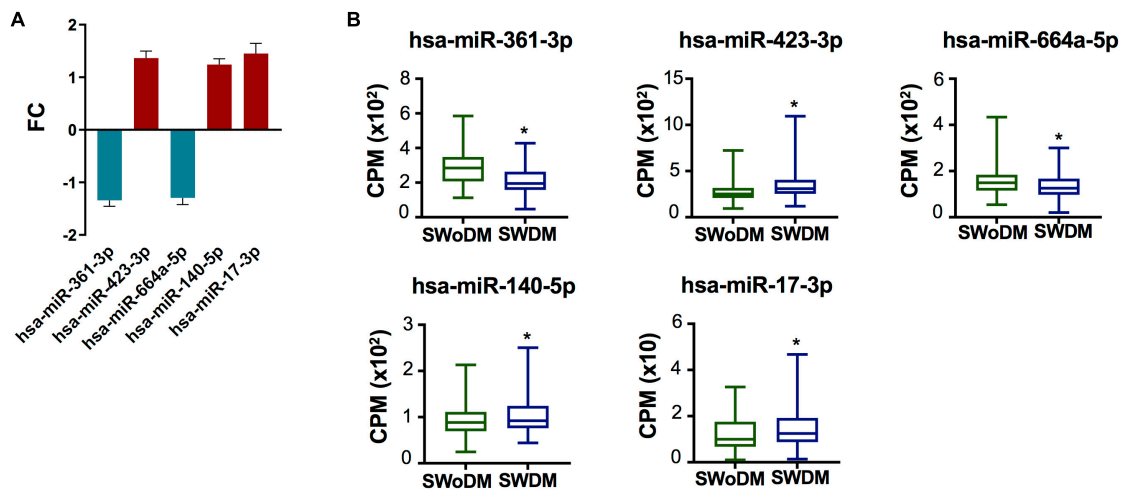 A
2
1
0
-1
-2
FC
hsa-miR-361-3p
hsa-miR-423-3p
hsa-miR-664a-5p
hsa-miR-140-5p
hsa-miR-17-3p
B
hsa-miR-361-3p
8
6
4
2
0
CPM (x10²)
*
SWoDM SWDM
hsa-miR-423-3p
15
10
5
0
CPM (x10²)
*
SWoDM SWDM
hsa-miR-664a-5p
6
4
2
0
CPM (x10²)
*
SWoDM SWDM
hsa-miR-140-5p
3
2
1
0
CPM (x10²)
*
SWoDM SWDM
hsa-miR-17-3p
6
4
2
0
CPM (x10)
*
SWoDM SWDM